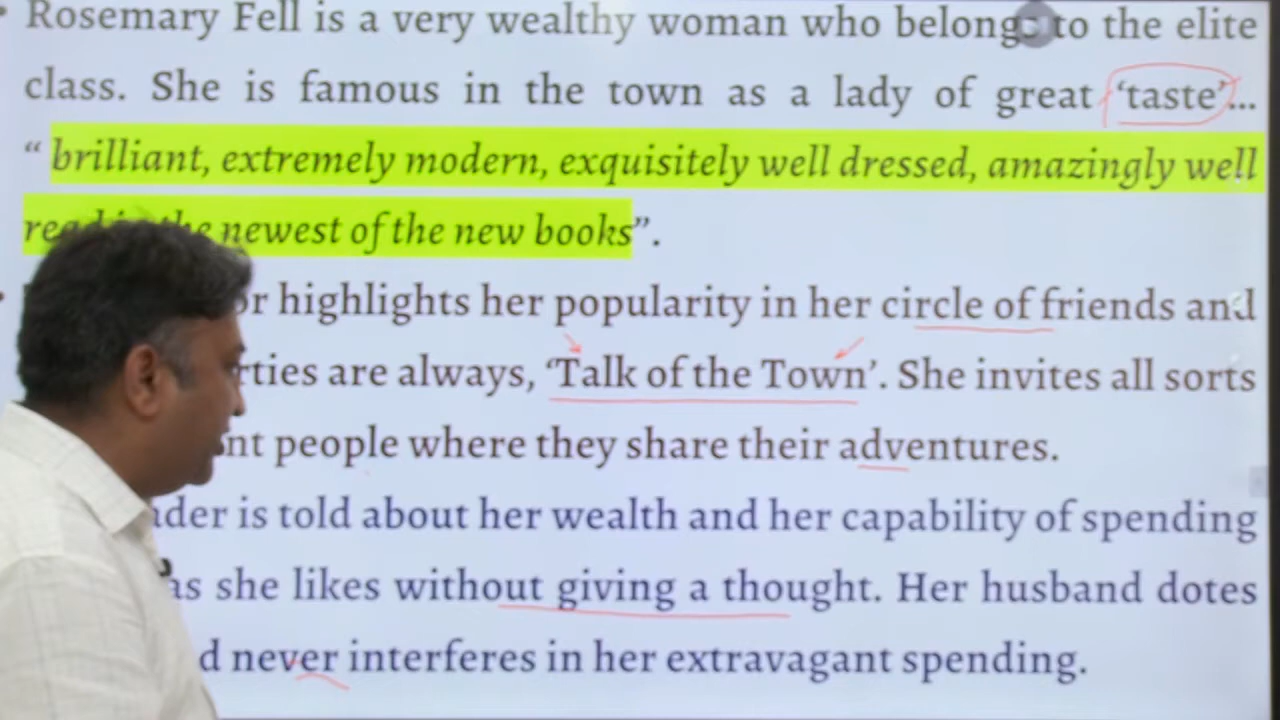 Rosemary Fell is a very wealthy woman who belongs to the elite
class. She is famous in the town as a lady of great ‘taste’...
“ brilliant, extremely modern, exquisitely well dressed, amazingly well
the newest of the new books”.
highlights her popularity in her circle of friends and
are always, ‘Talk of the Town’. She invites all sorts
people where they share their adventures.
is told about her wealth and her capability of spending
as she likes without giving a thought. Her husband dotes
never interferes in her extravagant spending.